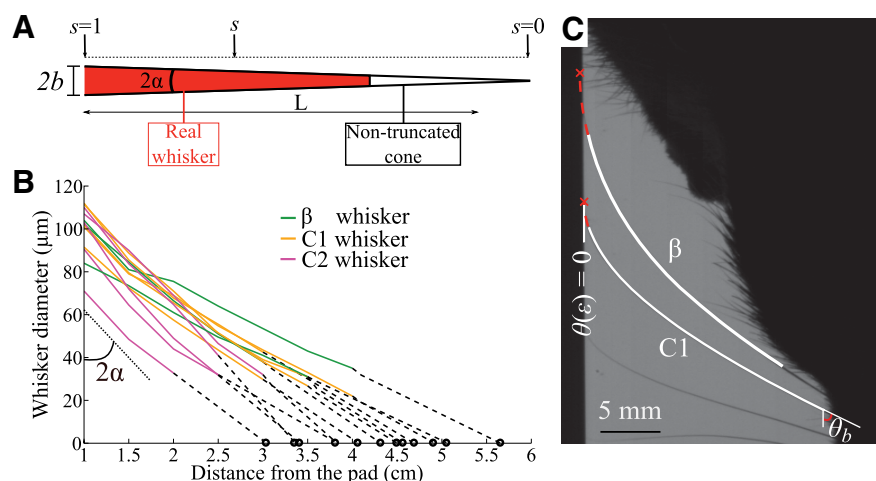 A
s=1
s
s=0
2b
2α
L
Real
whisker
Non-truncated
cone
B
120
100
80
60
40
20
0
Whisker diameter (μm)
β whisker
C1 whisker
C2 whisker
2α
1 1.5 2 2.5 3 3.5 4 4.5 5 5.5 6
Distance from the pad (cm)
C
θ(ε) = 0
β
C1
5 mm
θb